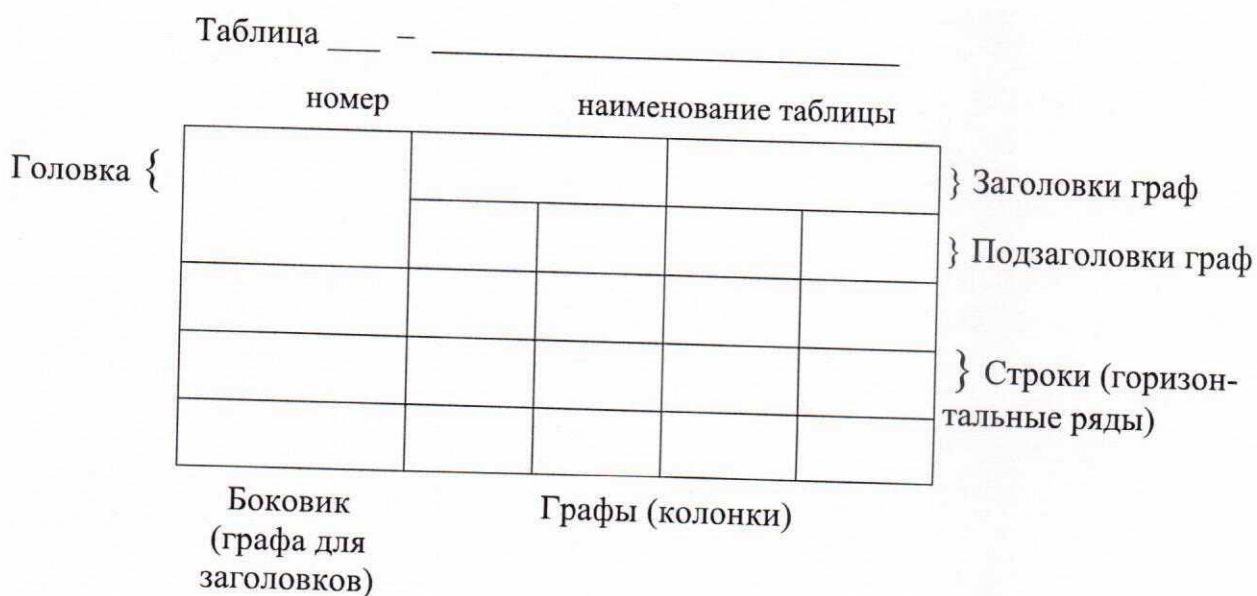 Таблица ___ – ______________________________
номер наименование таблицы
Головка { } Заголовки граф
} Подзаголовки граф
} Строки (горизон-
тальные ряды)
Боковик Графы (колонки)
(графа для
заголовков)